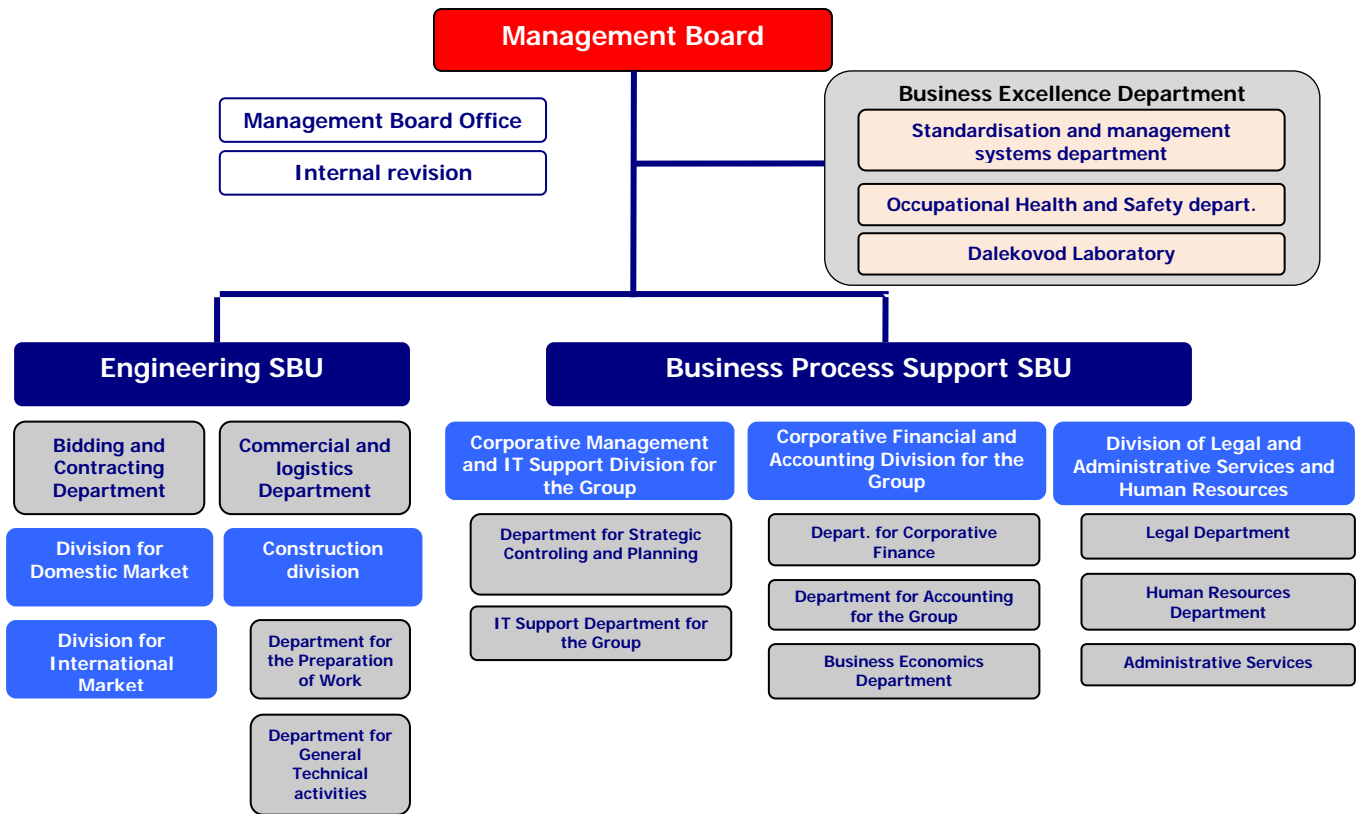 Management Board
Management Board Office
Internal revision
Business Excellence Department
Standardisation and management
systems department
Occupational Health and Safety depart.
Dalekovod Laboratory
Engineering SBU
Bidding and
Contracting
Department
Commercial and
logistics
Department
Division for
Domestic Market
Construction
division
Division for
International
Market
Department for
the Preparation
of Work
Department for
General
Technical
activities
Business Process Support SBU
Corporative Management
and IT Support Division for
the Group
Department for Strategic
Controling and Planning
IT Support Department for
the Group
Corporative Financial and
Accounting Division for the
Group
Depart. for Corporative
Finance
Department for Accounting
for the Group
Business Economics
Department
Division of Legal and
Administrative Services and
Human Resources
Legal Department
Human Resources
Department
Administrative Services